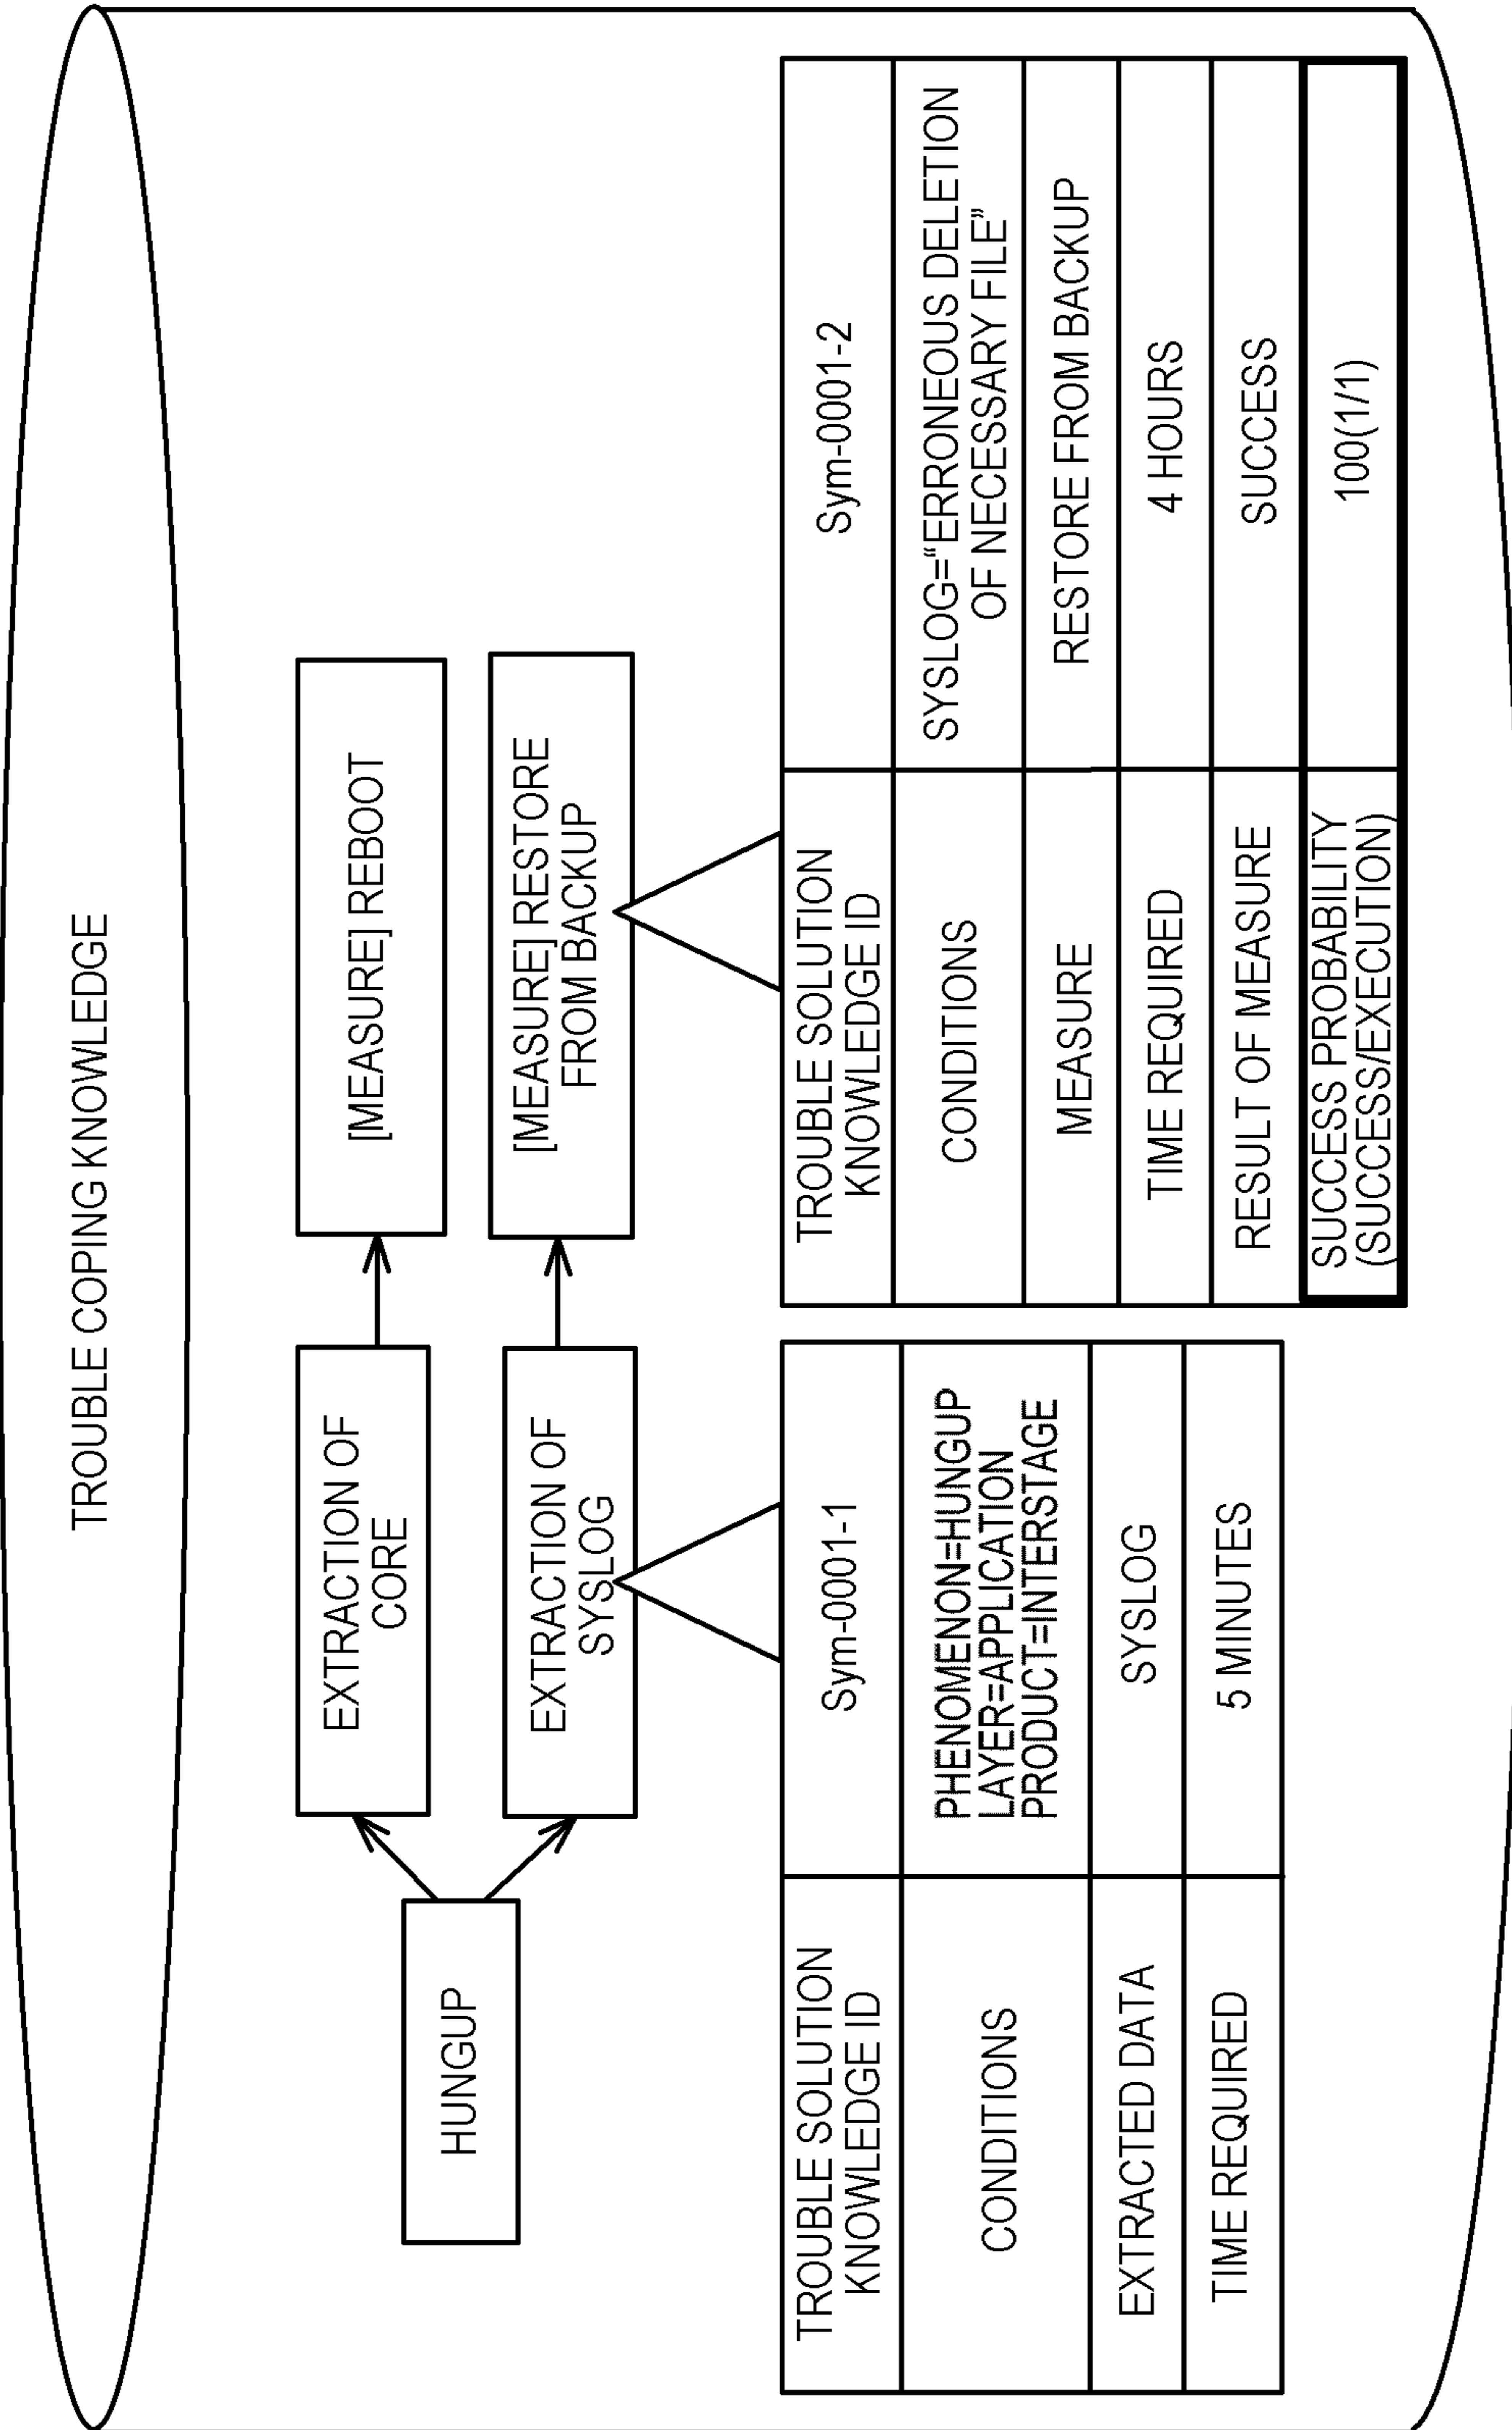 TROUBLE COPING KNOWLEDGE
HUNGUP
EXTRACTION OF
CORE
[MEASURE] REBOOT
EXTRACTION OF
SYSLOG
[MEASURE] RESTORE
FROM BACKUP
TROUBLE SOLUTION
KNOWLEDGE ID
Sym-0001-1
CONDITIONS
PHENOMENON=HUNGUP
LAYER=APPLICATION
PRODUCT=INTERSTAGE
EXTRACTED DATA
SYSLOG
TIME REQUIRED
5 MINUTES
TROUBLE SOLUTION
KNOWLEDGE ID
Sym-0001-2
CONDITIONS
SYSLOG=“ERRONEOUS DELETION
OF NECESSARY FILE”
MEASURE
RESTORE FROM BACKUP
TIME REQUIRED
4 HOURS
RESULT OF MEASURE
SUCCESS
SUCCESS PROBABILITY
(SUCCESS/EXECUTION)
100(1/1)